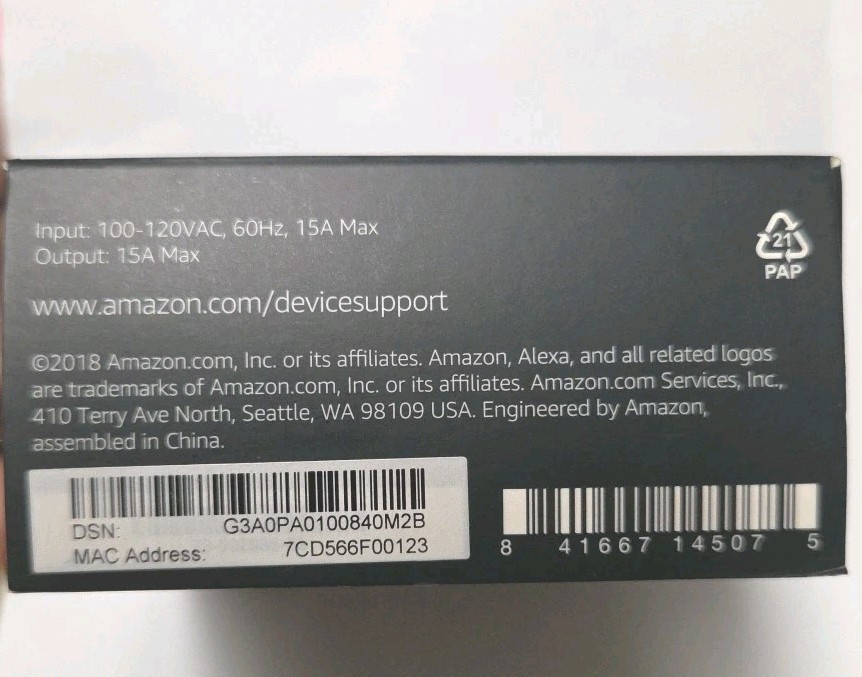 Input: 100-120VAC, 60Hz, 15A Max
Output: 15A Max
21
PAP
www.amazon.com/devicesupport
©2018 Amazon.com, Inc. or its affiliates. Amazon, Alexa, and all related logos
are trademarks of Amazon.com, Inc. or its affiliates. Amazon.com Services, Inc.,
410 Terry Ave North, Seattle, WA 98109 USA. Engineered by Amazon,
assembled in China.
DSN: G3A0PA0100840M2B
MAC Address: 7CD566F00123
8 41667 14507 5